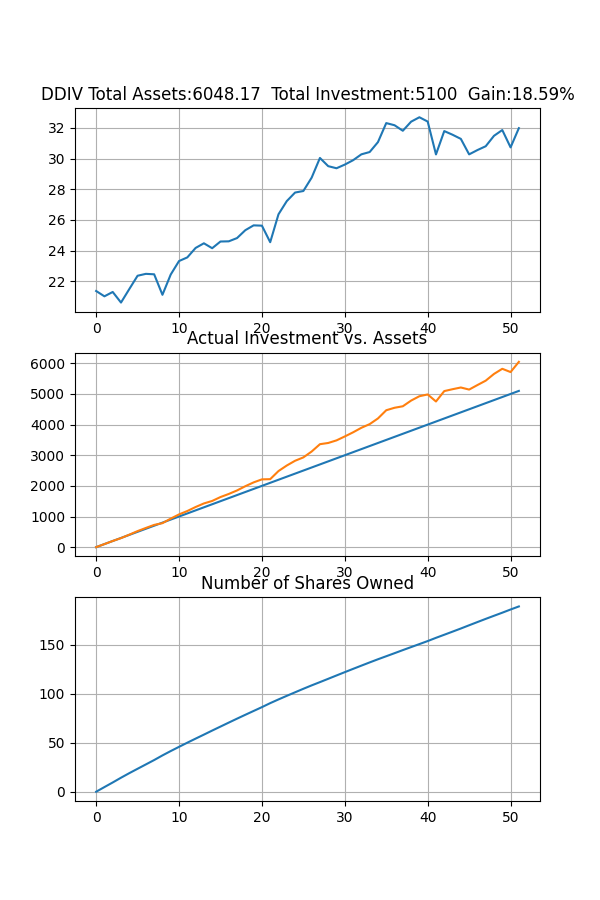 DDIV Total Assets:6048.17  Total Investment:5100  Gain:18.59%
32
30
28
26
24
22
0 10 20 30 40 50
Actual Investment vs. Assets
6000
5000
4000
3000
2000
1000
0
0 10 20 30 40 50
Number of Shares Owned
150
100
50
0
0 10 20 30 40 50